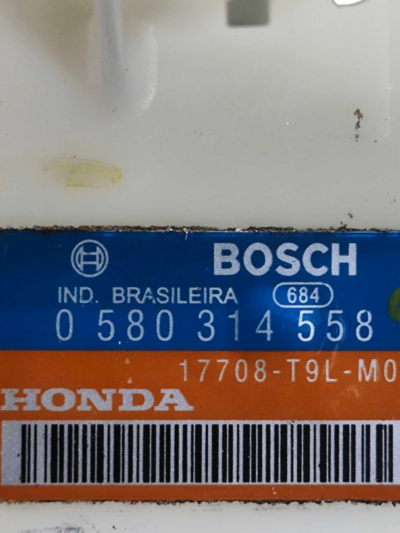 BOSCH
IND. BRASILEIRA 684
0 580 314 558
17708-T9L-M0
HONDA